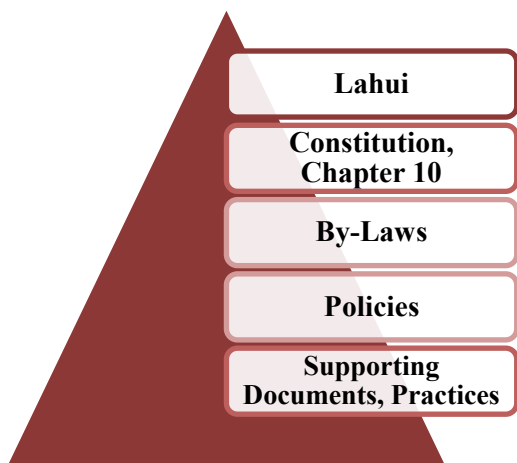 Lahui
Constitution,
Chapter 10
By-Laws
Policies
Supporting
Documents, Practices